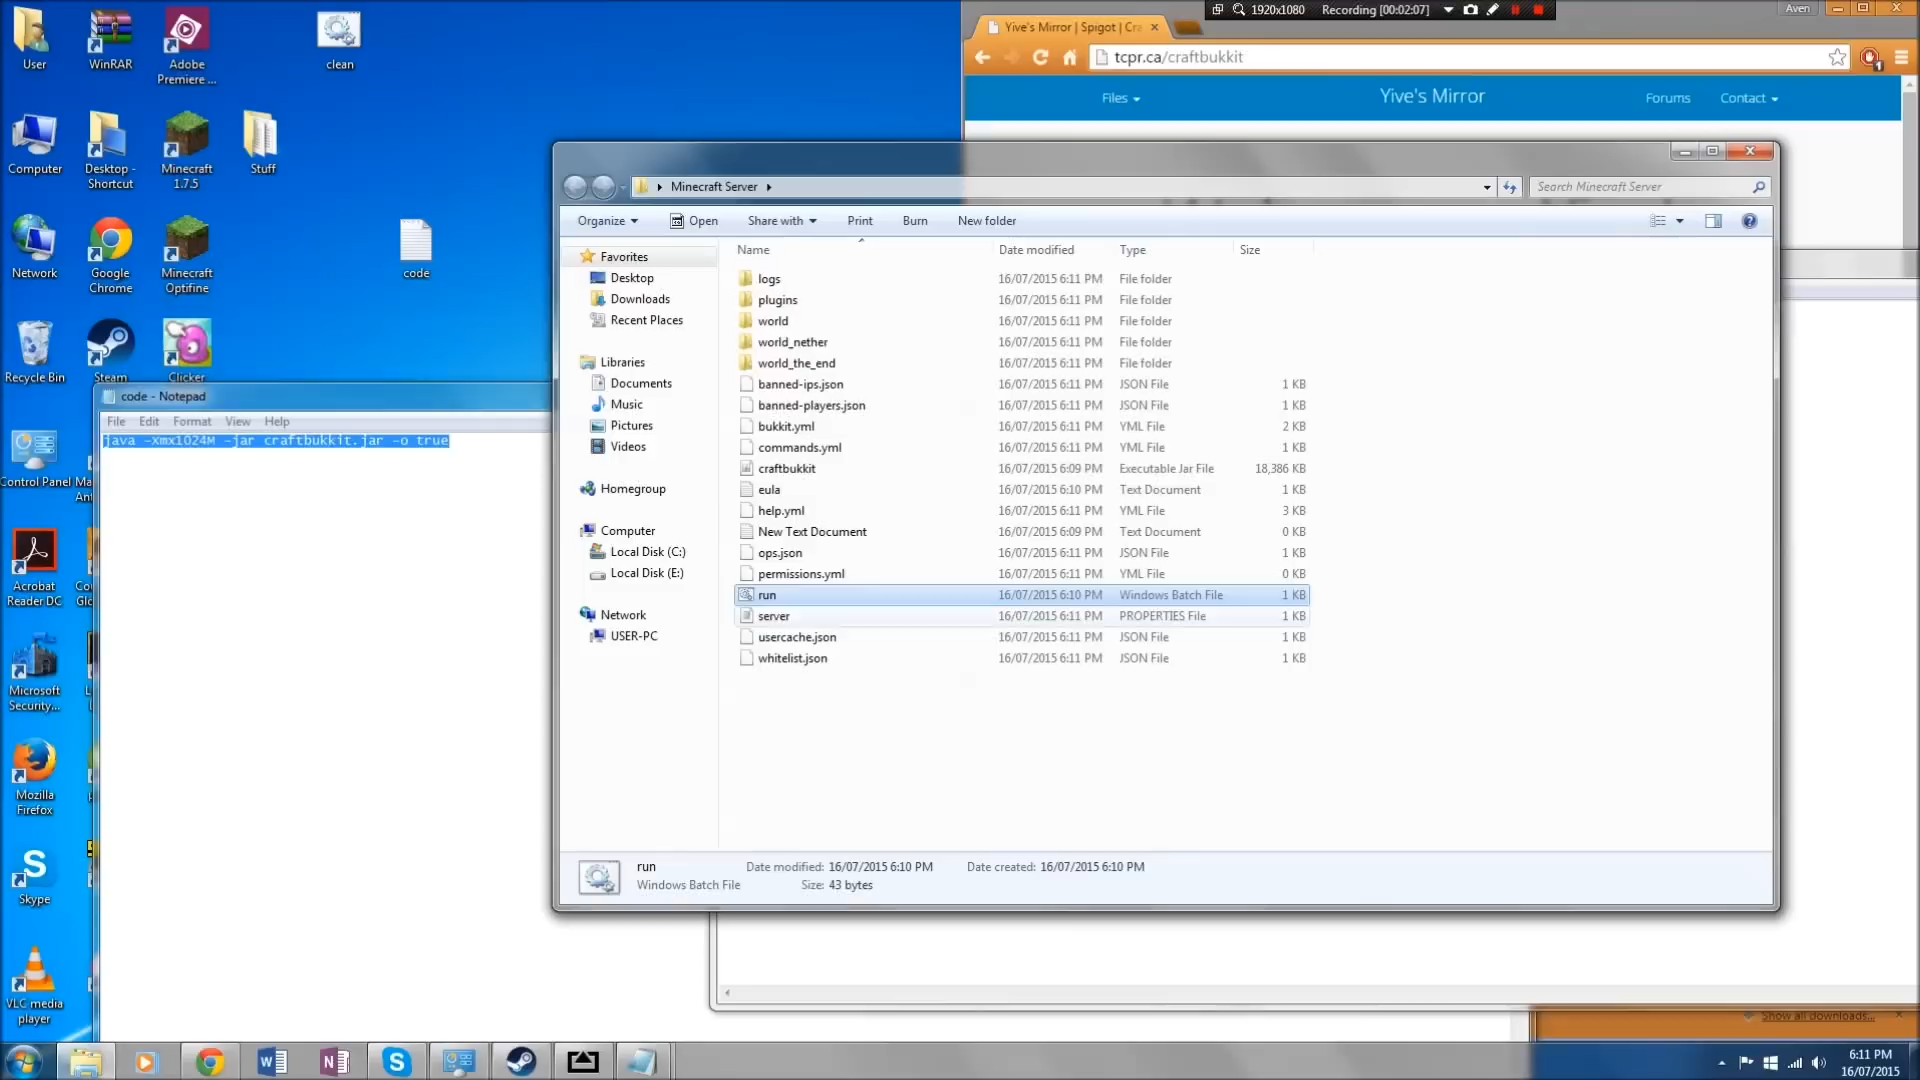 1920x1080 Recording [00:02:07]
Aven
Yive's Mirror | Spigot | Cra
tcpr.ca/craftbukkit
1
Files
Yive's Mirror
Forums
Contact
User
WinRAR
Adobe
Premiere ...
clean
Computer
Desktop -
Shortcut
Minecraft
1.7.5
Stuff
Network
Google
Chrome
Minecraft
Optifine
code
Recycle Bin
Steam
Clicker
Control Panel
Acrobat
Reader DC
Microsoft
Security...
Mozilla
Firefox
S
Skype
VLC media
player
code - Notepad
File Edit Format View Help
java -Xmx1024M -jar craftbukkit.jar -o true
Minecraft Server
Search Minecraft Server
Organize Open Share with Print Burn New folder
Favorites
Desktop
Downloads
Recent Places
Libraries
Documents
Music
Pictures
Videos
Homegroup
Computer
Local Disk (C:)
Local Disk (E:)
Network
USER-PC
Name Date modified Type Size
logs 16/07/2015 6:11 PM File folder
plugins 16/07/2015 6:11 PM File folder
world 16/07/2015 6:11 PM File folder
world_nether 16/07/2015 6:11 PM File folder
world_the_end 16/07/2015 6:11 PM File folder
banned-ips.json 16/07/2015 6:11 PM JSON File 1 KB
banned-players.json 16/07/2015 6:11 PM JSON File 1 KB
bukkit.yml 16/07/2015 6:11 PM YML File 2 KB
commands.yml 16/07/2015 6:11 PM YML File 1 KB
craftbukkit 16/07/2015 6:09 PM Executable Jar File 18,386 KB
eula 16/07/2015 6:10 PM Text Document 1 KB
help.yml 16/07/2015 6:11 PM YML File 3 KB
New Text Document 16/07/2015 6:09 PM Text Document 0 KB
ops.json 16/07/2015 6:11 PM JSON File 1 KB
permissions.yml 16/07/2015 6:11 PM YML File 0 KB
run 16/07/2015 6:10 PM Windows Batch File 1 KB
server 16/07/2015 6:11 PM PROPERTIES File 1 KB
usercache.json 16/07/2015 6:11 PM JSON File 1 KB
whitelist.json 16/07/2015 6:11 PM JSON File 1 KB
run Date modified: 16/07/2015 6:10 PM Date created: 16/07/2015 6:10 PM
Windows Batch File Size: 43 bytes
Show all downloads...
6:11 PM
16/07/2015